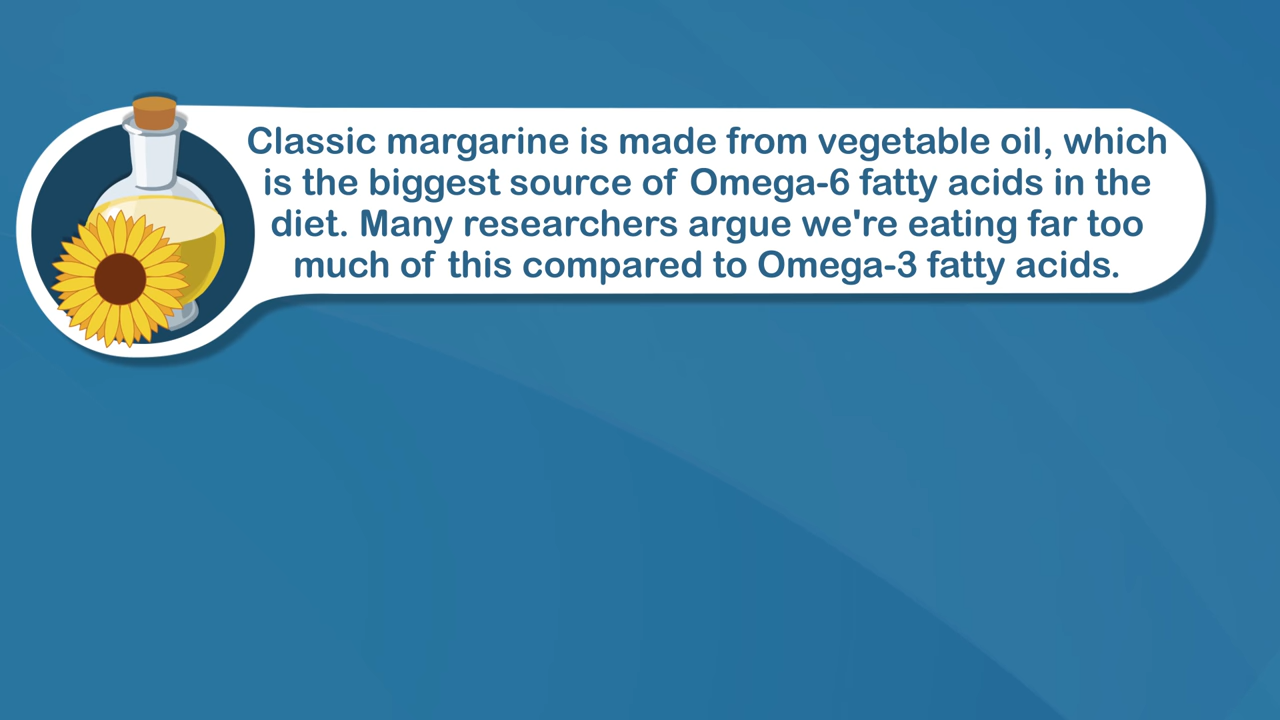 Classic margarine is made from vegetable oil, which
is the biggest source of Omega-6 fatty acids in the
diet. Many researchers argue we're eating far too
much of this compared to Omega-3 fatty acids.